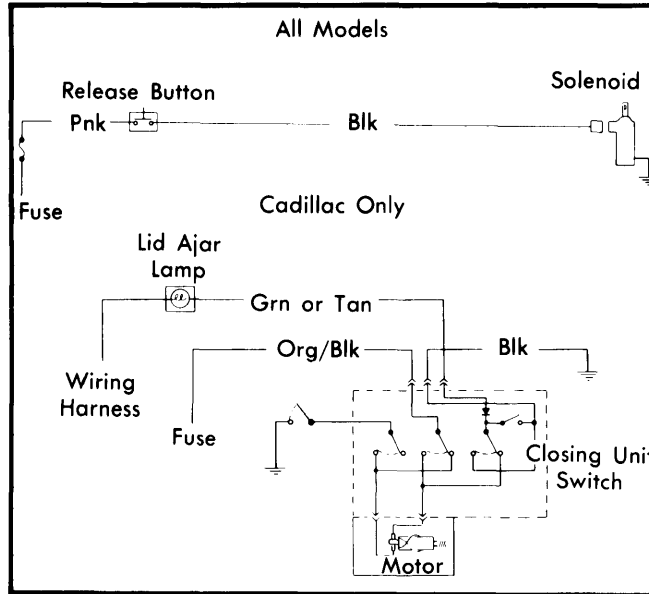 All Models
Solenoid
Release Button
Pnk
Blk
Fuse
Cadillac Only
Lid Ajar
Lamp
Grn or Tan
Org/Blk
Blk
Wiring
Harness
Fuse
Closing Unit
Switch
Motor